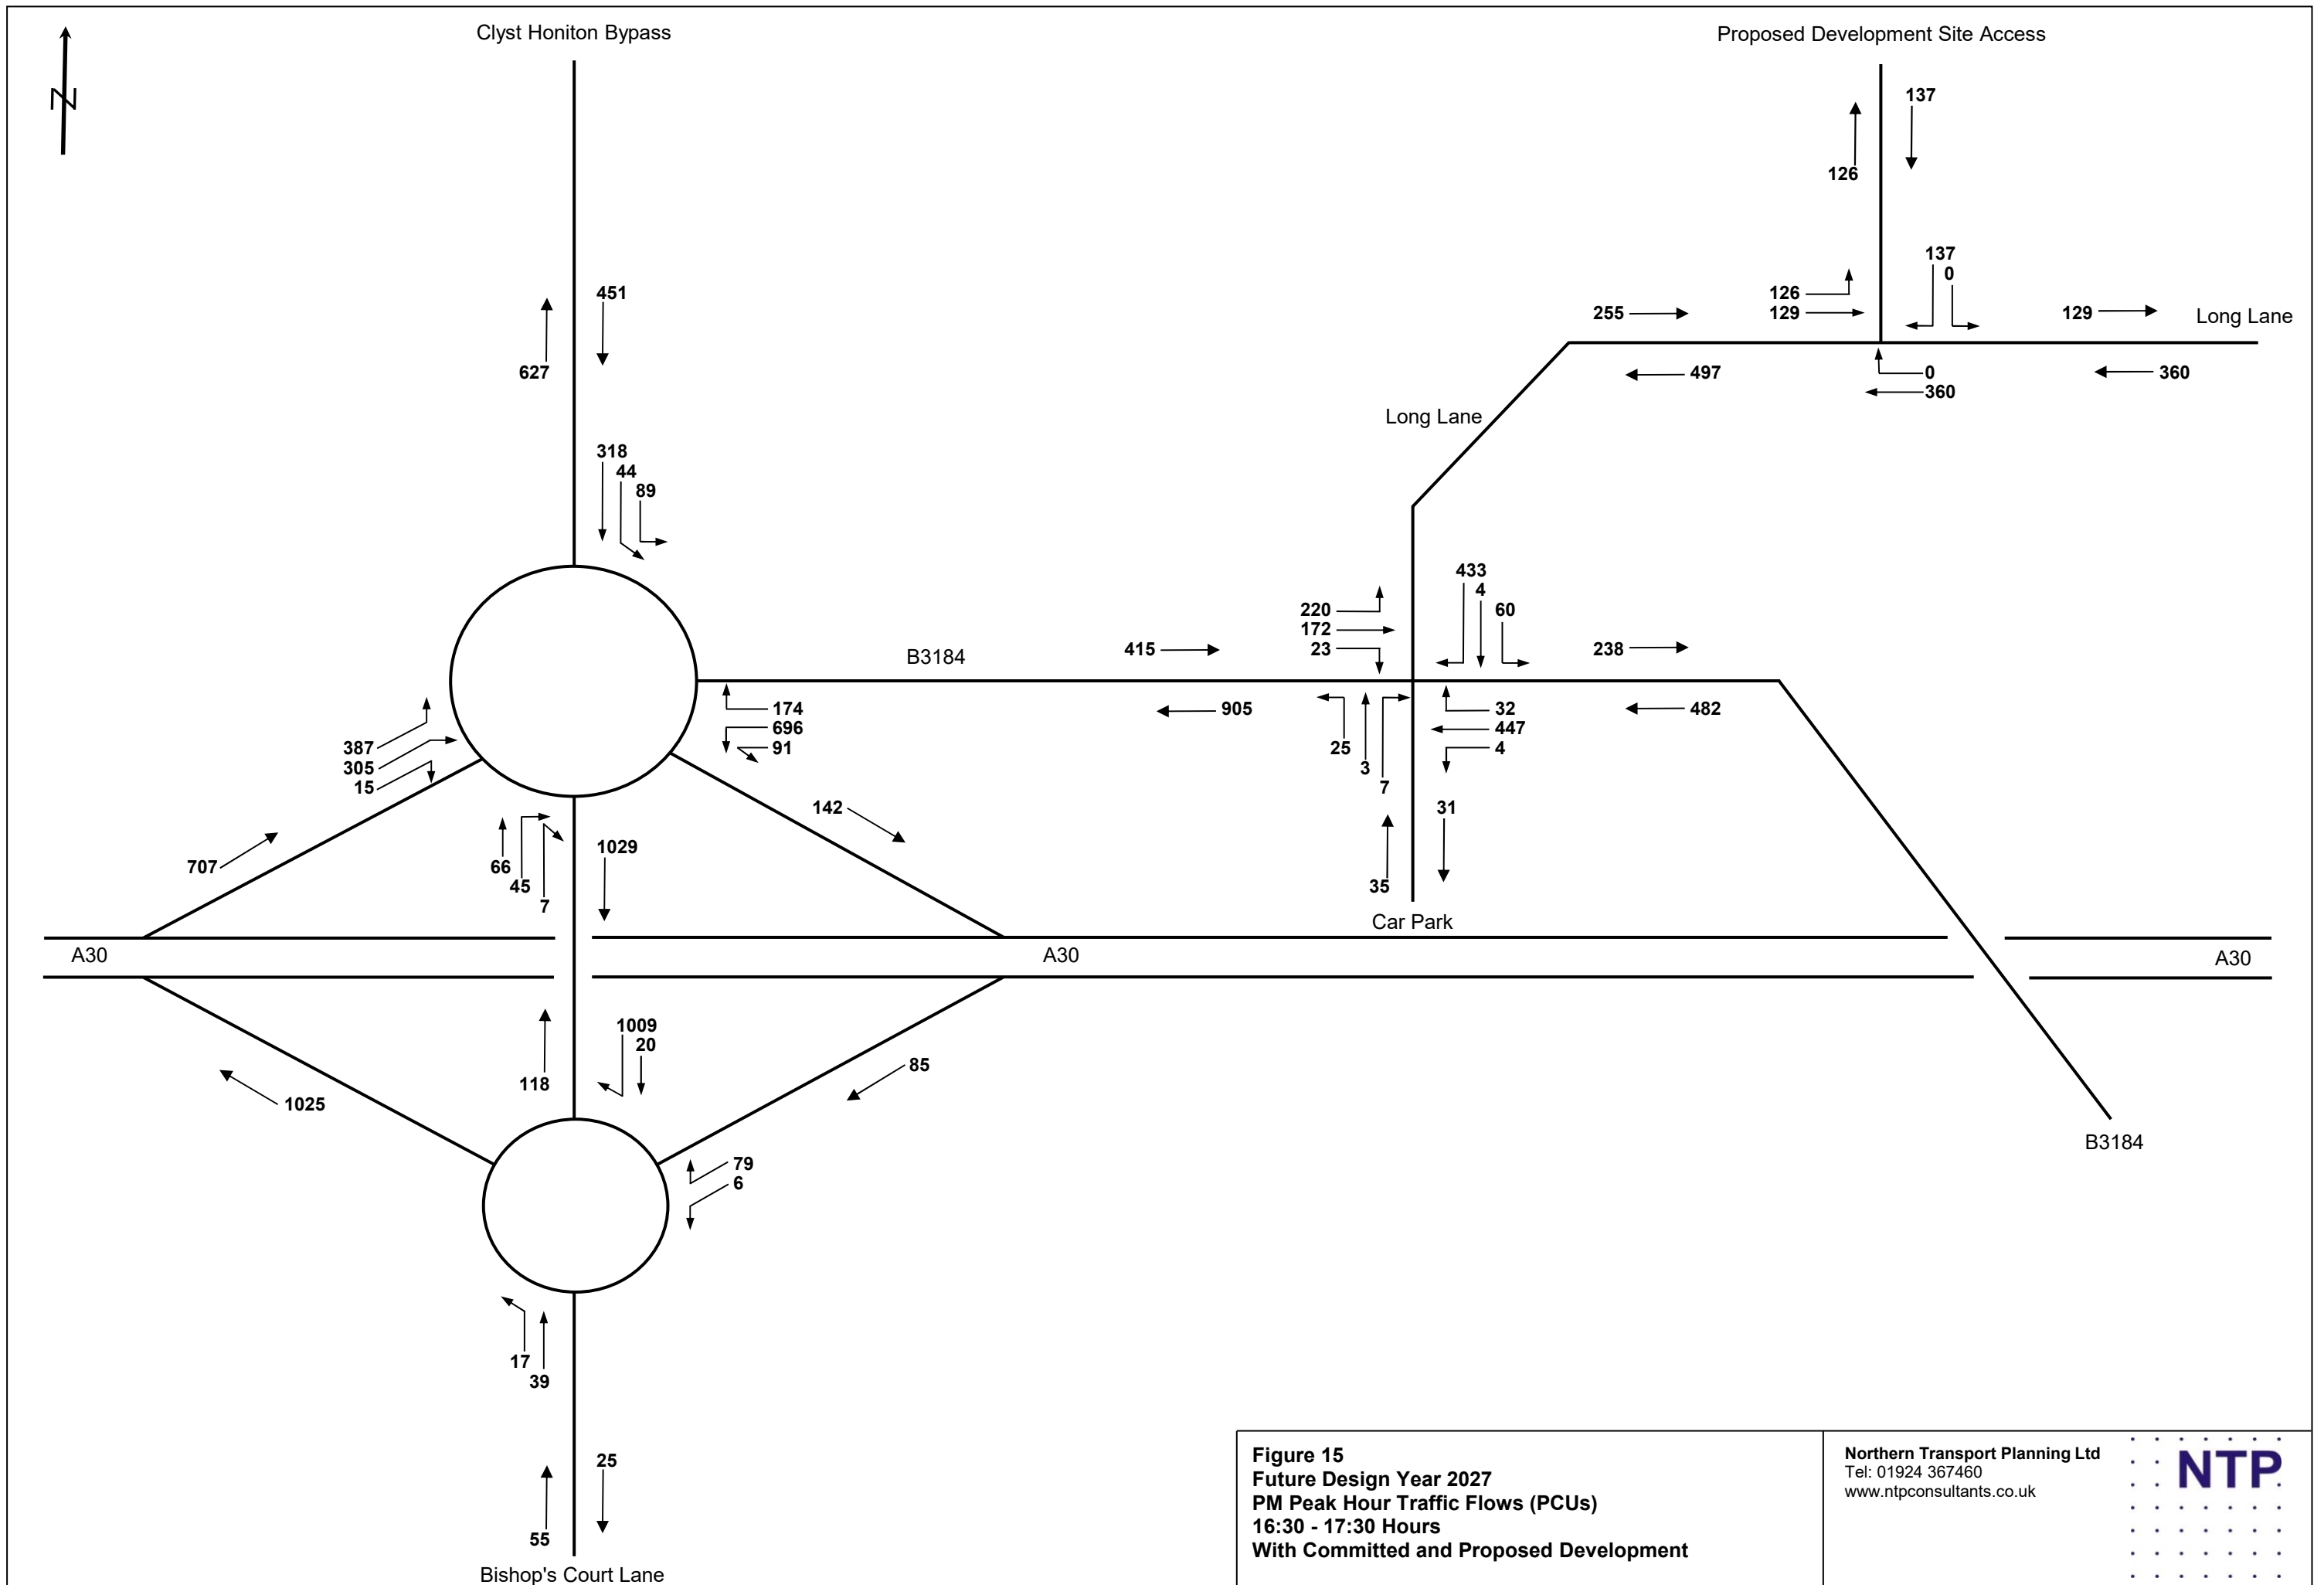 Clyst Honiton Bypass
Proposed Development Site Access
N
137
126
451
627
137
0
126
129
255
129
Long Lane
497
0
360
360
Long Lane
318
44
89
433
4
60
220
172
23
415
238
B3184
905
174
696
91
32
447
4
482
25
3
7
387
305
15
142
31
707
66
45
7
1029
35
Car Park
A30
A30
A30
1009
20
118
85
1025
B3184
79
6
17
39
25
55
Bishop's Court Lane
Figure 15
Future Design Year 2027
PM Peak Hour Traffic Flows (PCUs)
16:30 - 17:30 Hours
With Committed and Proposed Development
Northern Transport Planning Ltd
Tel: 01924 367460
www.ntpconsultants.co.uk
NTP